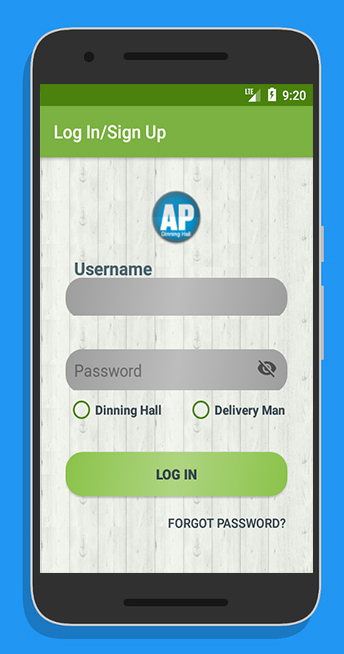 LTE 9:20
Log In/Sign Up
AP
Dinning Hall
Username
Password
Dinning Hall Delivery Man
LOG IN
FORGOT PASSWORD?